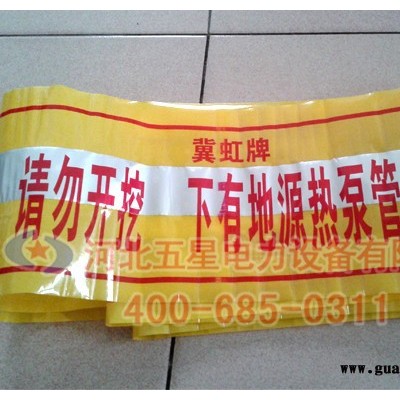 冀虹牌
请勿开挖 下有地源热泵管
河北五星电力设备有限
400-685-0311
www.gua